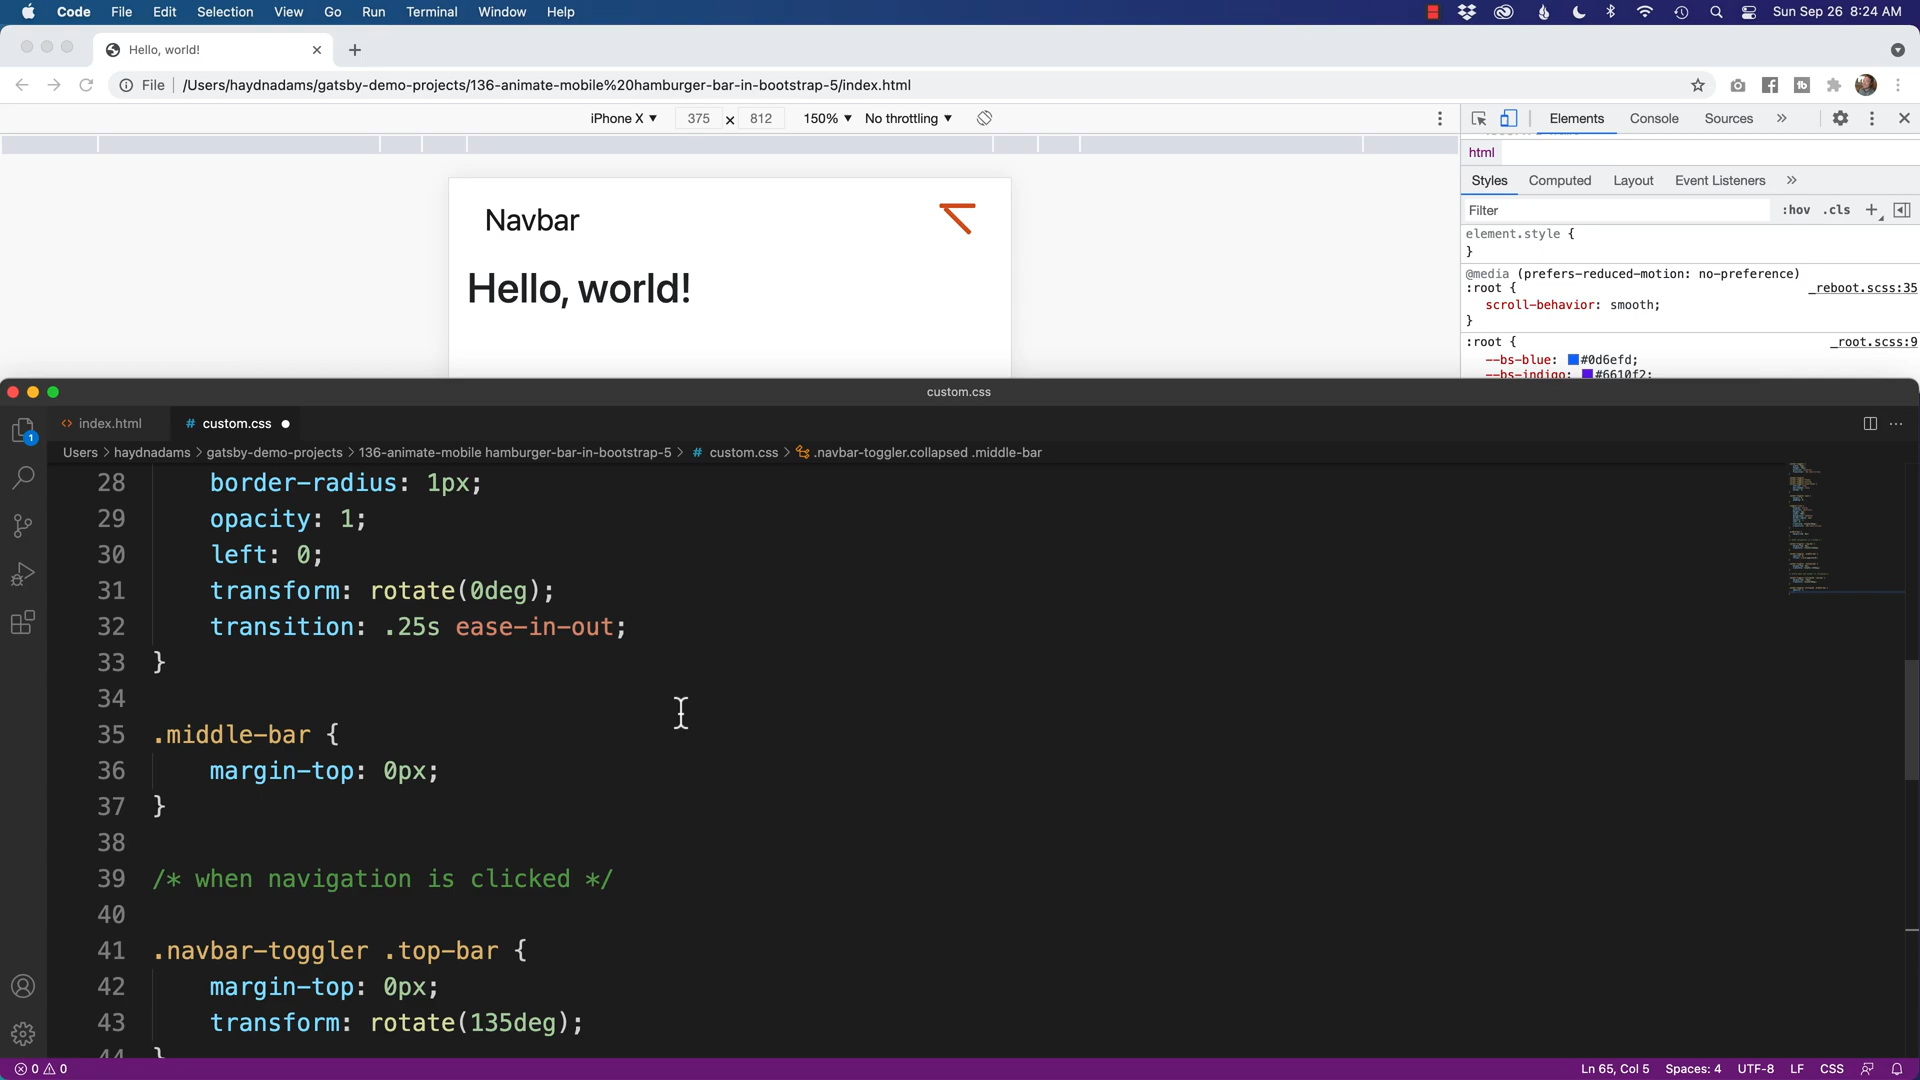 Code File Edit Selection View Go Run Terminal Window Help Sun Sep 26 8:24 AM
Hello, world!
File /Users/haydnadams/gatsby-demo-projects/136-animate-mobile%20hamburger-bar-in-bootstrap-5/index.html
iPhone X 375 × 812 150% No throttling Elements Console Sources
html
Styles Computed Layout Event Listeners
Navbar
Filter :hov .cls
Hello, world!
element.style {
}
@media (prefers-reduced-motion: no-preference)
:root { _reboot.scss:35
scroll-behavior: smooth;
}
:root { _root.scss:9
--bs-blue: #0d6efd;
--bs-indigo: #6610f2;
custom.css
index.html # custom.css
Users > haydnadams > gatsby-demo-projects > 136-animate-mobile hamburger-bar-in-bootstrap-5 > # custom.css > .navbar-toggler.collapsed .middle-bar
28 border-radius: 1px;
29 opacity: 1;
30 left: 0;
31 transform: rotate(0deg);
32 transition: .25s ease-in-out;
33 }
34
35 .middle-bar {
36 margin-top: 0px;
37 }
38
39 /* when navigation is clicked */
40
41 .navbar-toggler .top-bar {
42 margin-top: 0px;
43 transform: rotate(135deg);
44 }
0 0 Ln 65, Col 5 Spaces: 4 UTF-8 LF CSS